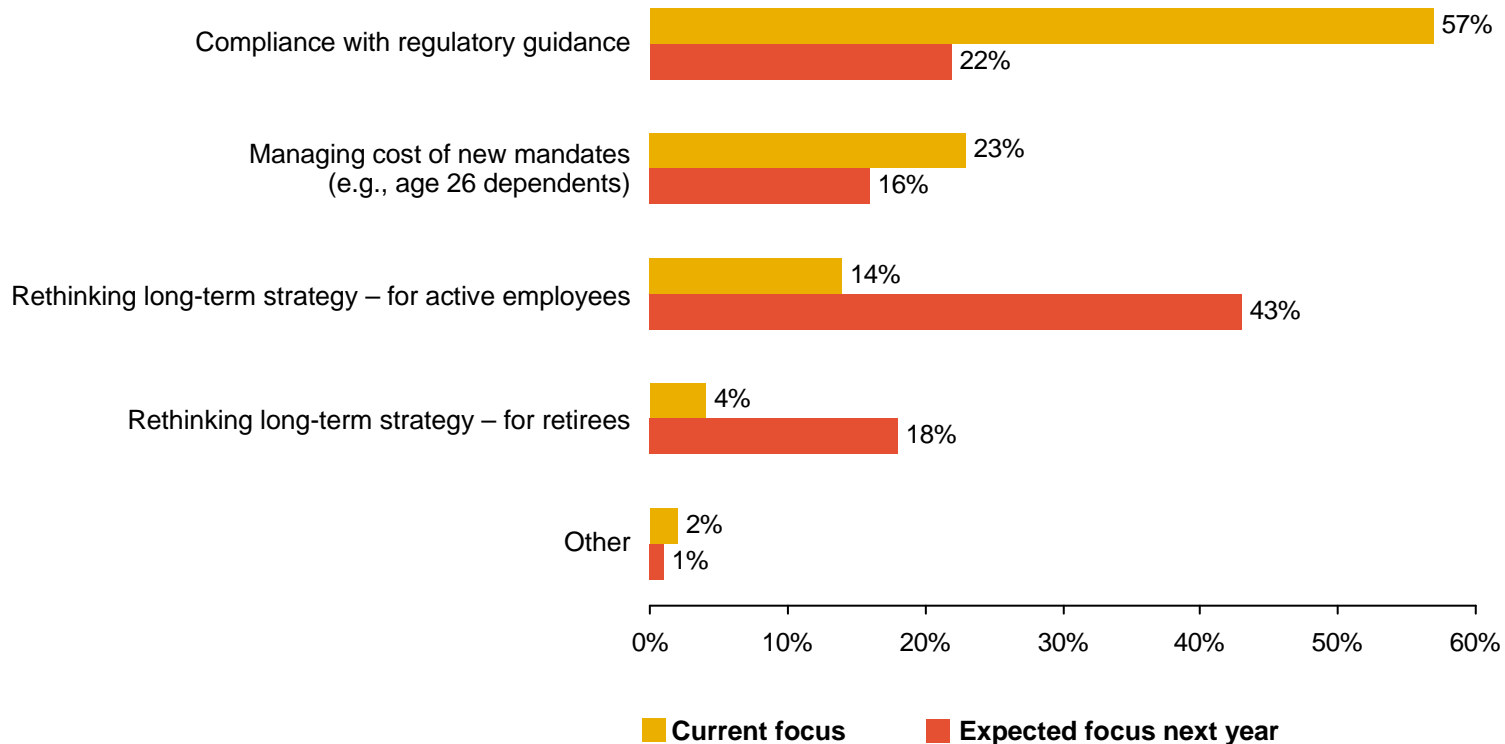 Compliance with regulatory guidance
57%
22%
Managing cost of new mandates
(e.g., age 26 dependents)
23%
16%
Rethinking long-term strategy – for active employees
14%
43%
Rethinking long-term strategy – for retirees
4%
18%
Other
2%
1%
0% 10% 20% 30% 40% 50% 60%
Current focus Expected focus next year